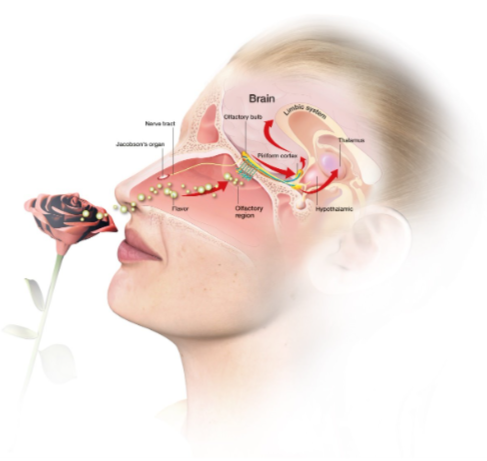 Brain
Limbic system
Olfactory bulb
Nerve tract
Jacobson's organ
Thalamus
Piriform cortex
Flavor
Olfactory
region
Hypothalamic